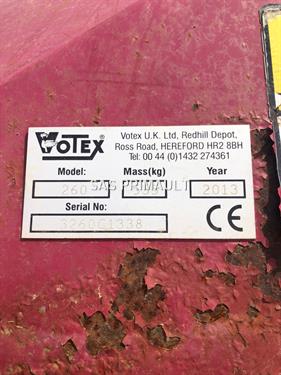 VOTEX®
Votex U.K. Ltd, Redhill Depot,
Ross Road, HEREFORD HR2 8BH
Tel: 00 44 (0)1432 274361
Model: Mass(kg) Year
260 2013
SAS PRIMAULT
Serial No:
3260G1338
CE